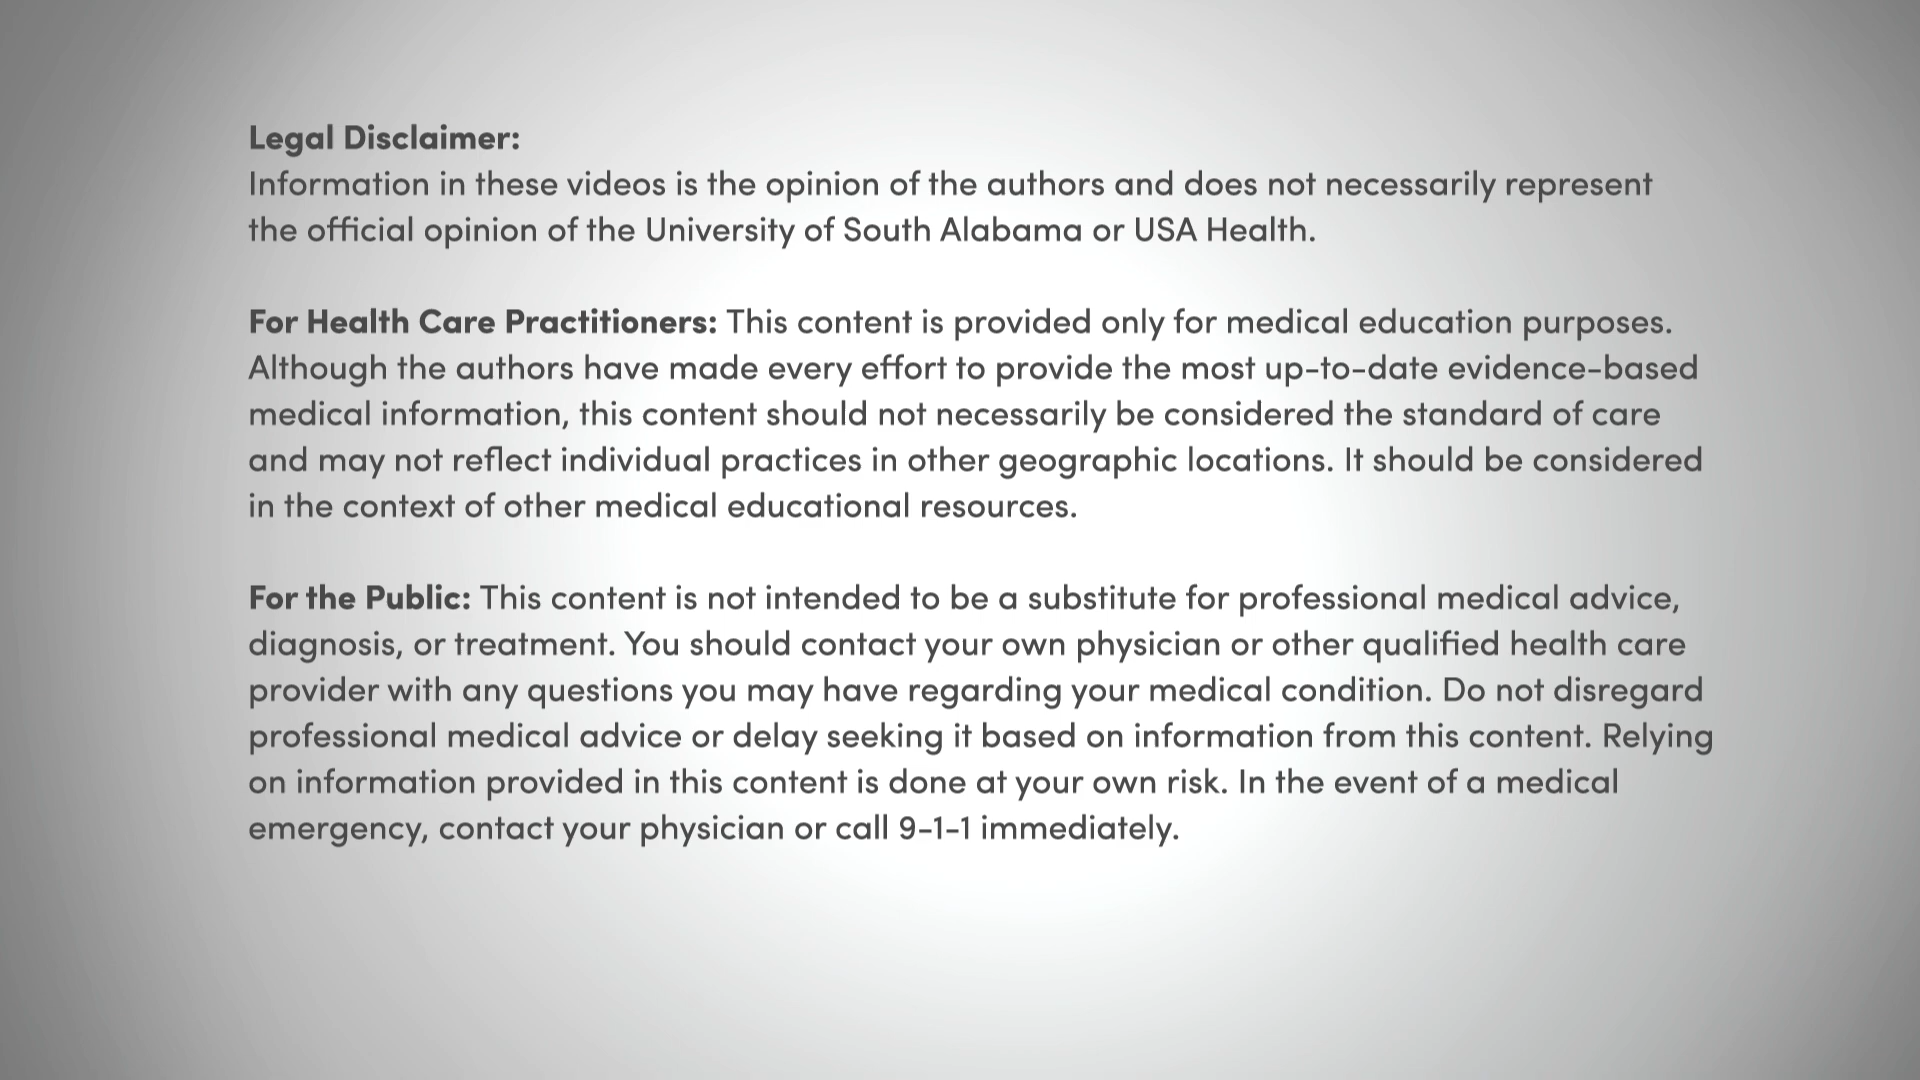 Legal Disclaimer:
Information in these videos is the opinion of the authors and does not necessarily represent
the official opinion of the University of South Alabama or USA Health.
For Health Care Practitioners: This content is provided only for medical education purposes.
Although the authors have made every effort to provide the most up-to-date evidence-based
medical information, this content should not necessarily be considered the standard of care
and may not reflect individual practices in other geographic locations. It should be considered
in the context of other medical educational resources.
For the Public: This content is not intended to be a substitute for professional medical advice,
diagnosis, or treatment. You should contact your own physician or other qualified health care
provider with any questions you may have regarding your medical condition. Do not disregard
professional medical advice or delay seeking it based on information from this content. Relying
on information provided in this content is done at your own risk. In the event of a medical
emergency, contact your physician or call 9-1-1 immediately.